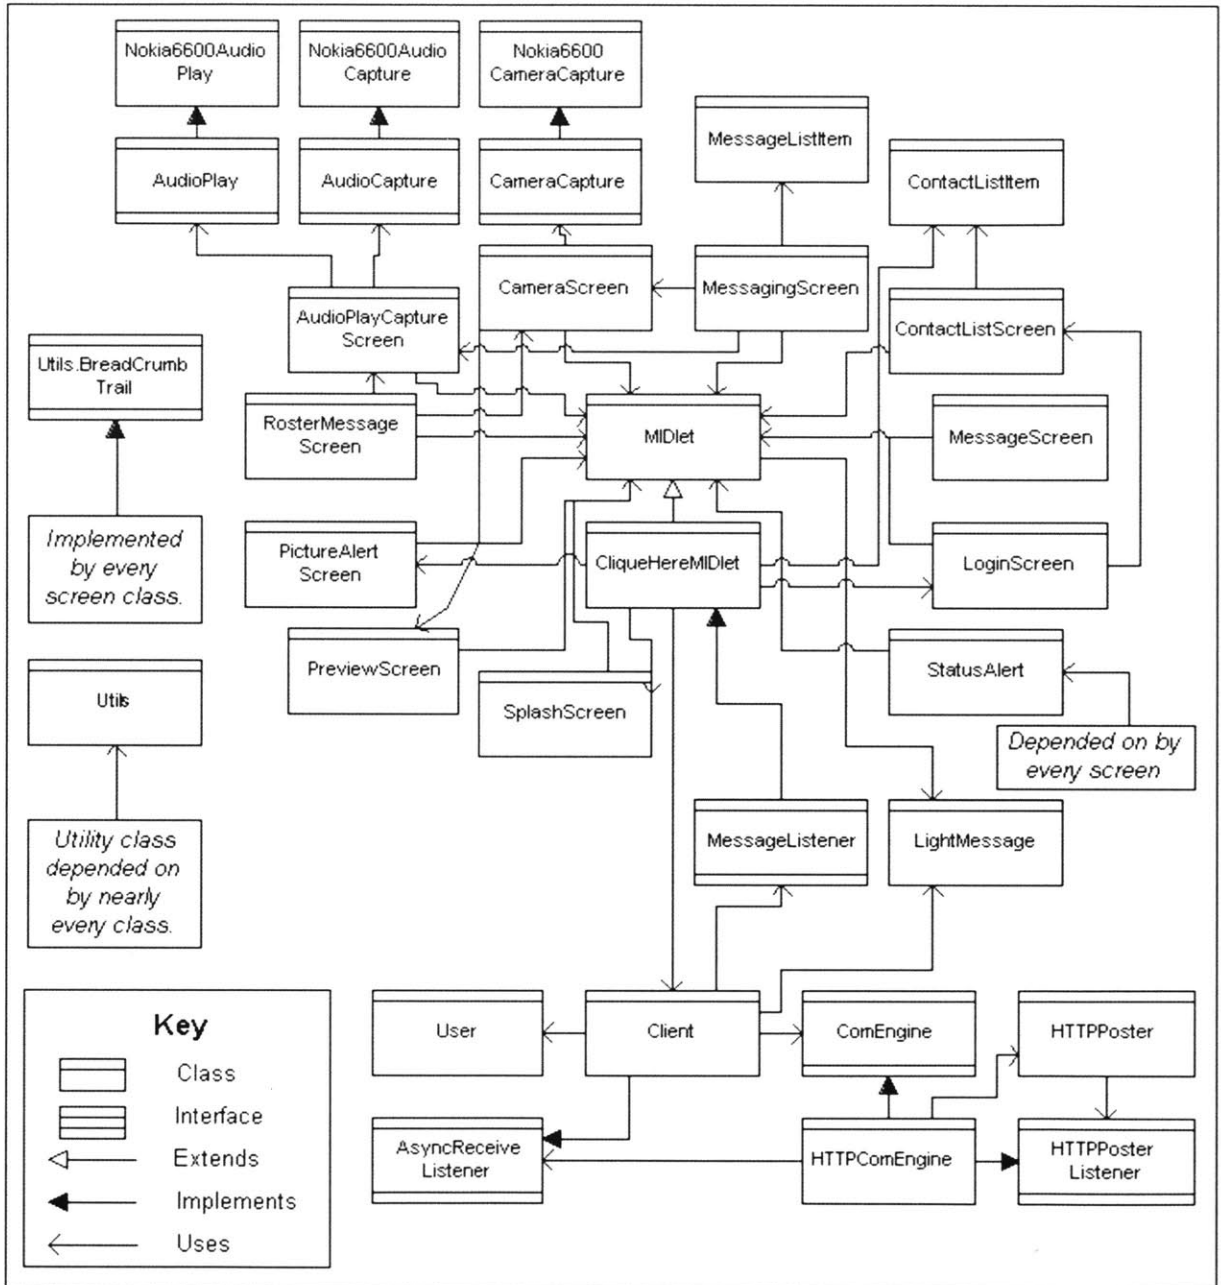 Nokia6600Audio
Play
Nokia6600Audio
Capture
Nokia6600
CameraCapture
AudioPlay
AudioCapture
CameraCapture
MessageListItem
ContactListItem
CameraScreen
MessagingScreen
AudioPlayCapture
Screen
ContactListScreen
Utils.BreadCrumb
Trail
RosterMessage
Screen
MIDlet
MessageScreen
Implemented
by every
screen class.
PictureAlert
Screen
CliqueHereMIDlet
LoginScreen
PreviewScreen
StatusAlert
Utils
SplashScreen
Depended on by
every screen
Utility class
depended on
by nearly
every class.
MessageListener
LightMessage
User
Client
ComEngine
HTTPPoster
AsyncReceive
Listener
HTTPComEngine
HTTPPoster
Listener
Key
Class
Interface
Extends
Implements
Uses